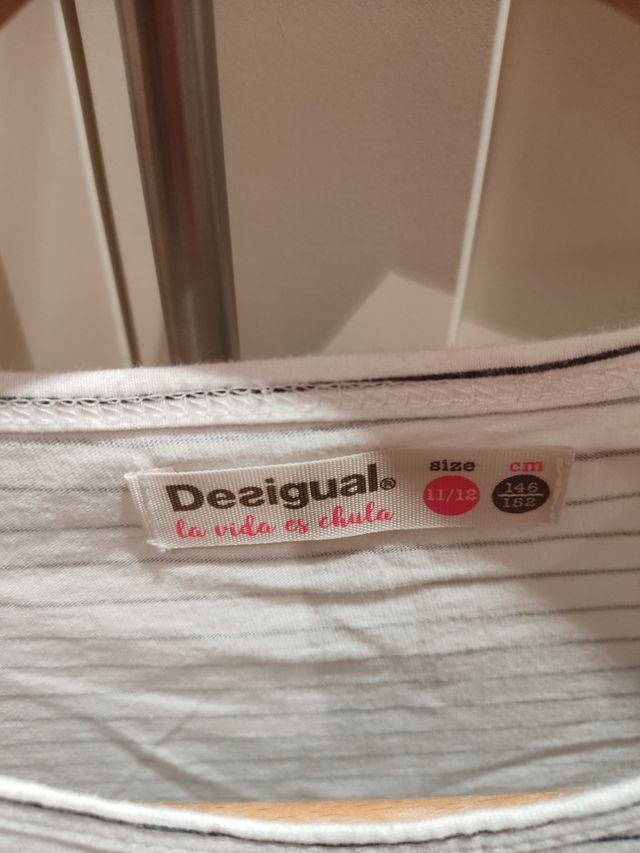 Desigual®
la vida es chula
size
11/12
cm
146
152